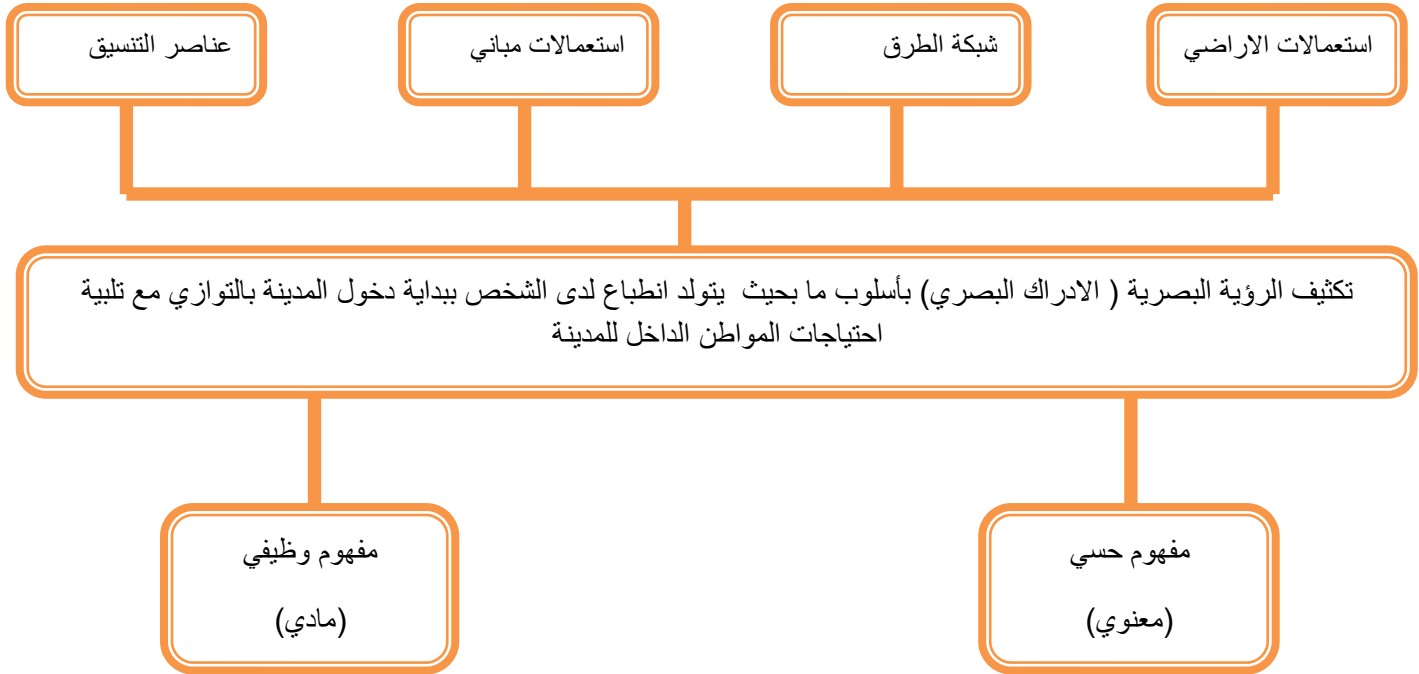 استعمالات الاراضي
شبكة الطرق
استعمالات مباني
عناصر التنسيق
تكثيف الرؤية البصرية ( الادراك البصري) بأسلوب ما بحيث يتولد انطباع لدى الشخص ببداية دخول المدينة بالتوازي مع تلبية
احتياجات المواطن الداخل للمدينة
مفهوم حسي
(معنوي)
مفهوم وظيفي
(مادي)